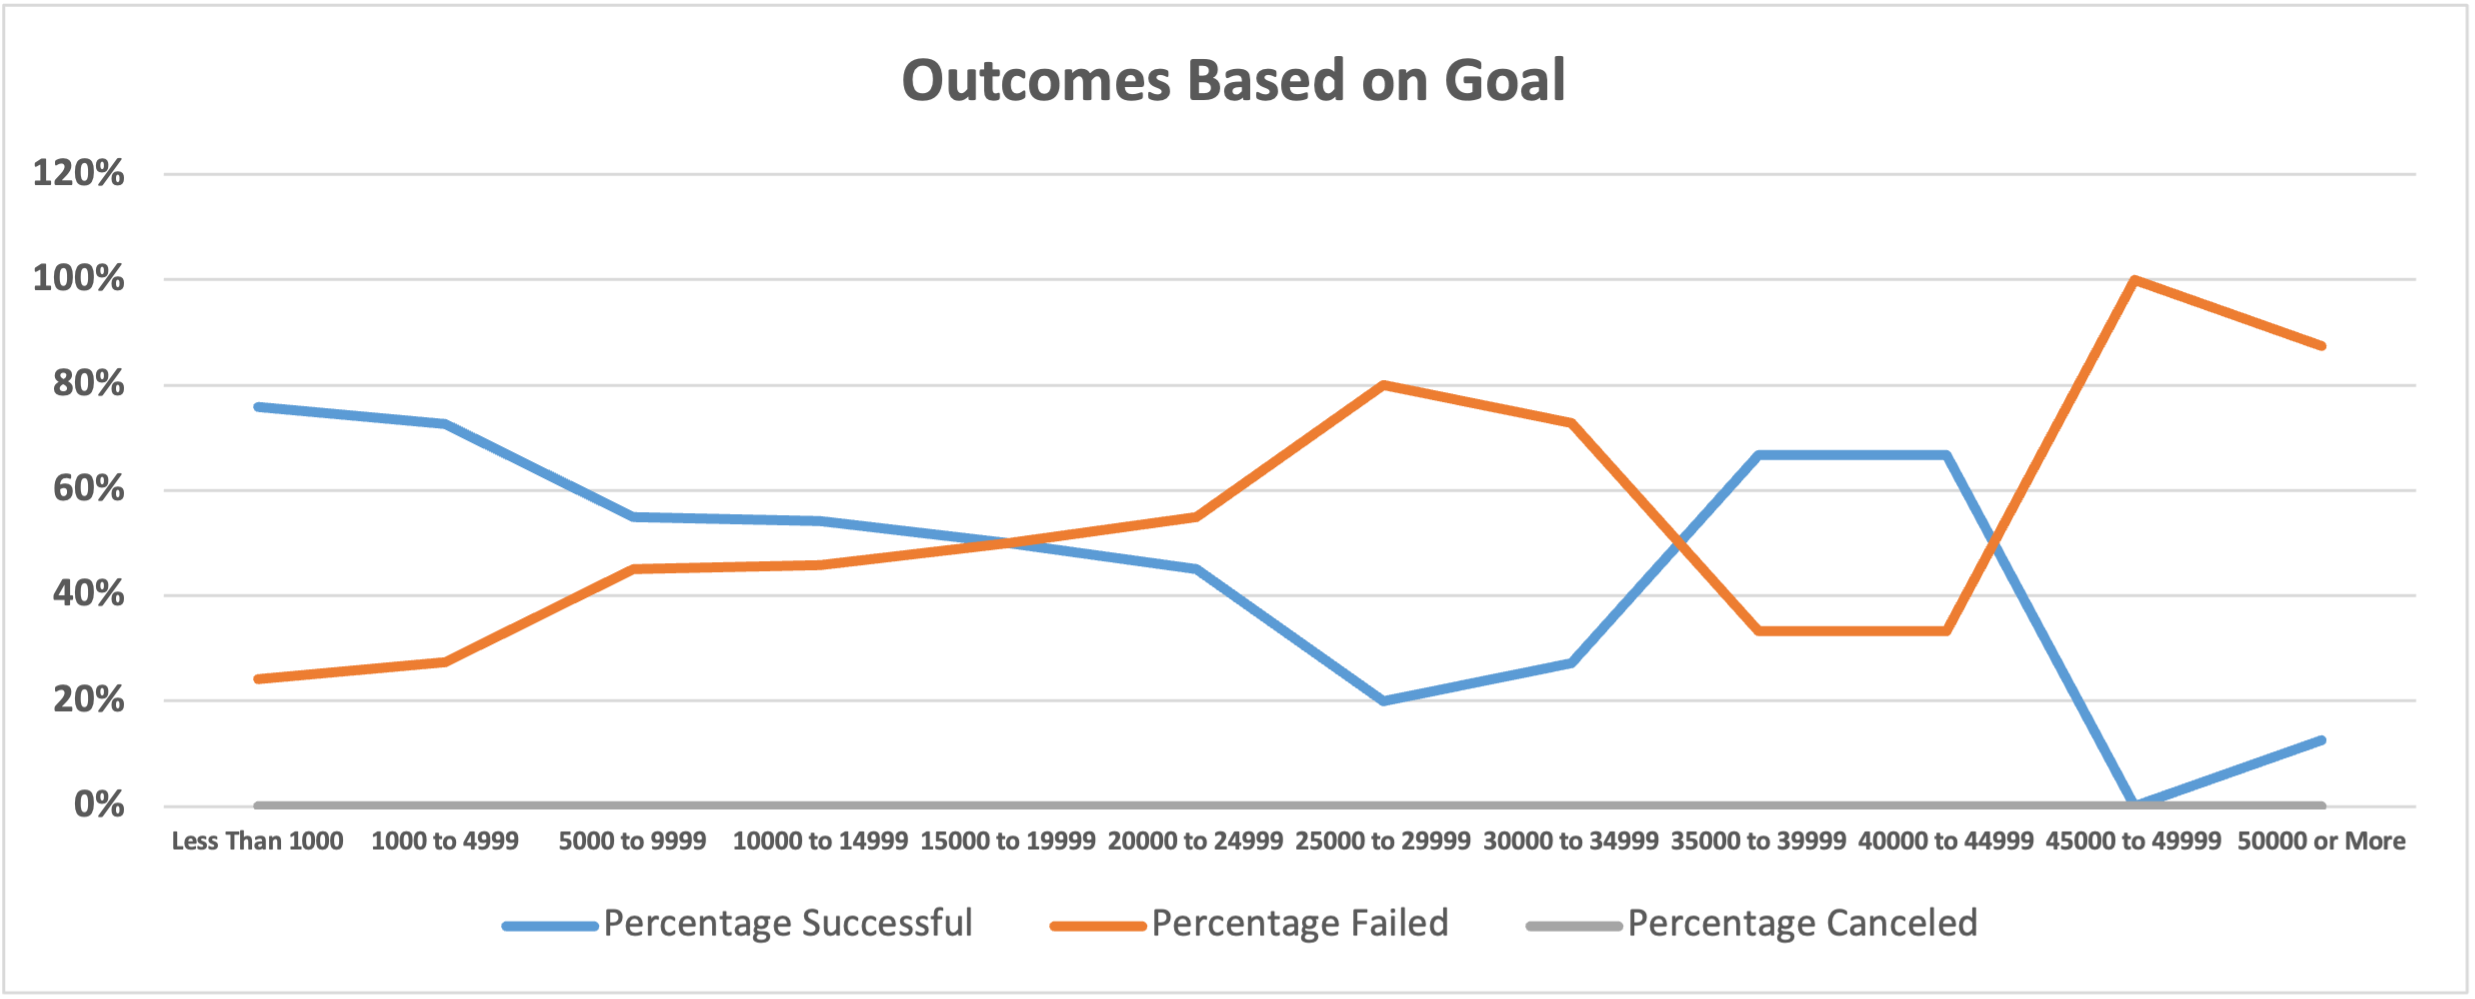 Outcomes Based on Goal
120%
100%
80%
60%
40%
20%
0%
Less Than 1000 1000 to 4999 5000 to 9999 10000 to 14999 15000 to 19999 20000 to 24999 25000 to 29999 30000 to 34999 35000 to 39999 40000 to 44999 45000 to 49999 50000 or More
Percentage Successful Percentage Failed Percentage Canceled